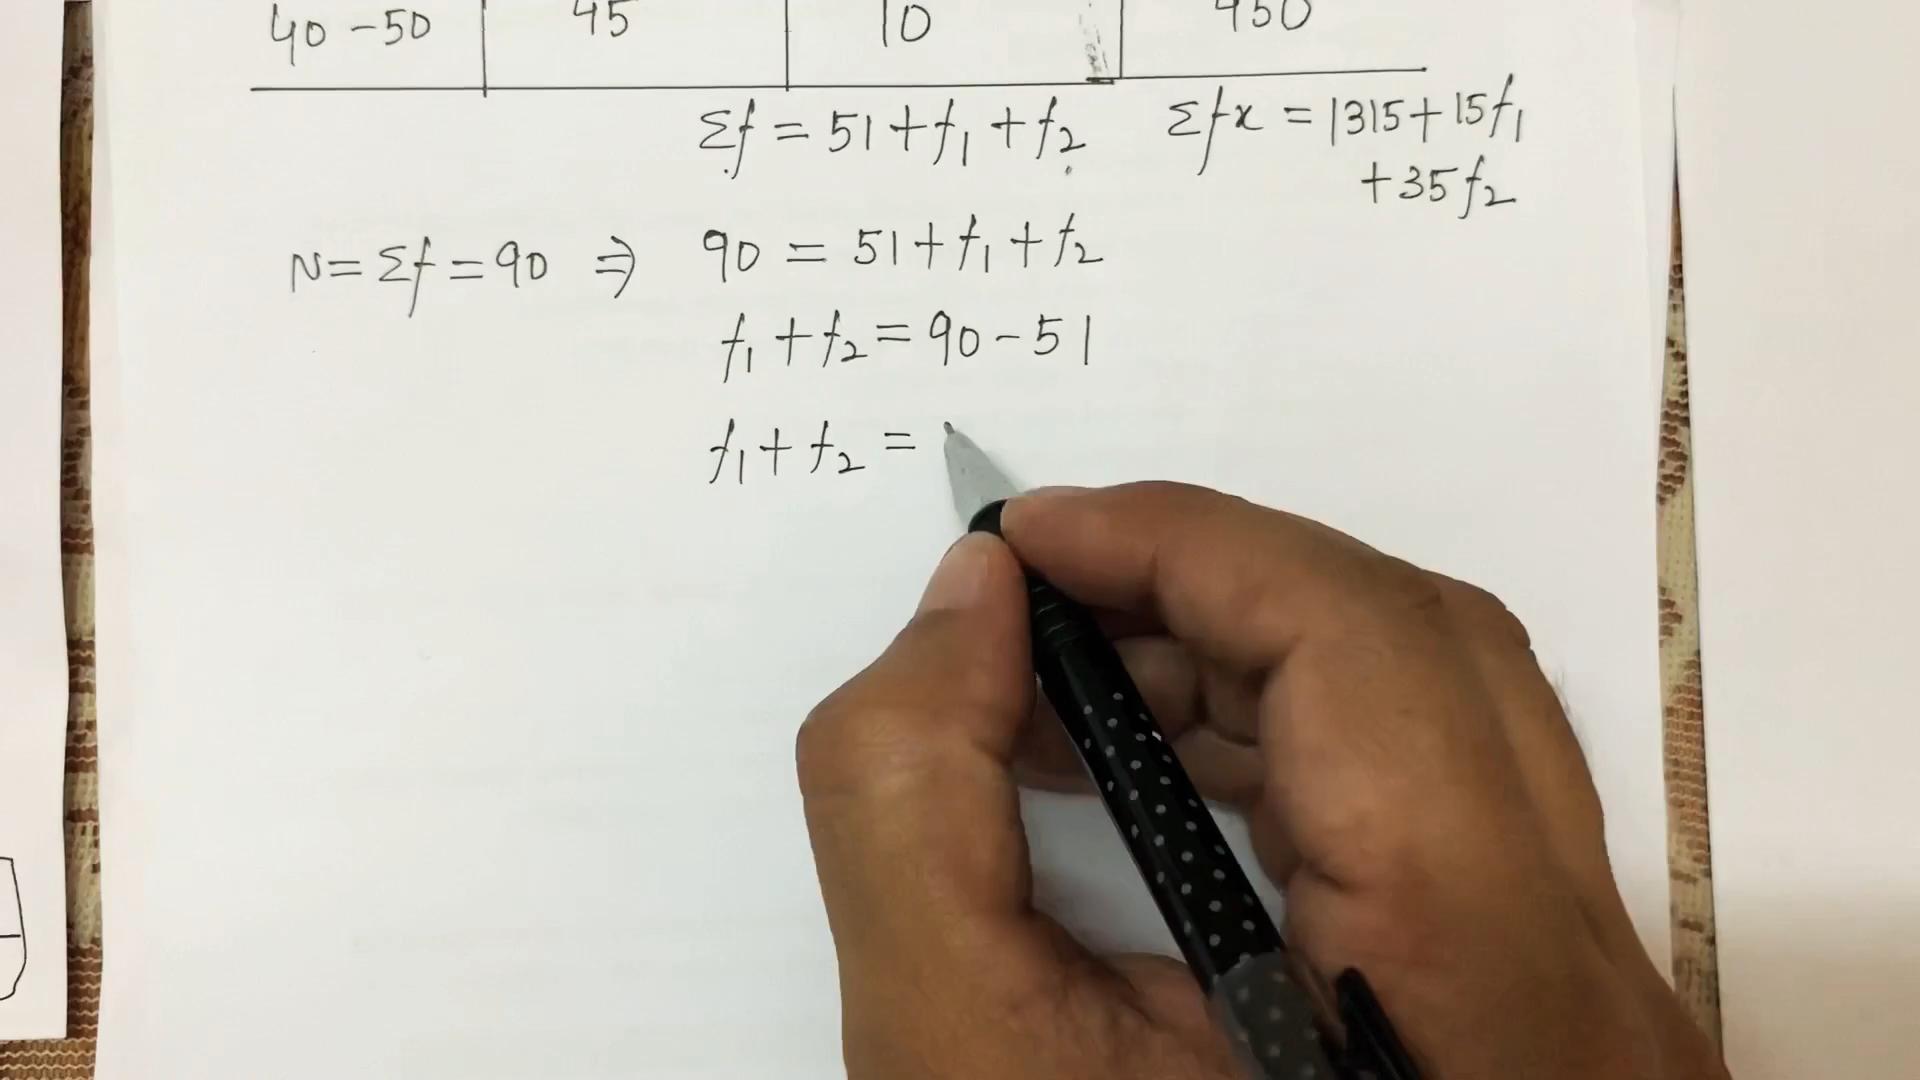 40-50 45 10 450
Σf = 51+f₁+f₂ Σfx = 1315+15f₁
+35f₂
N=Σf=90 ⇒ 90 = 51+f₁+f₂
f₁+f₂=90-51
f₁+f₂ =